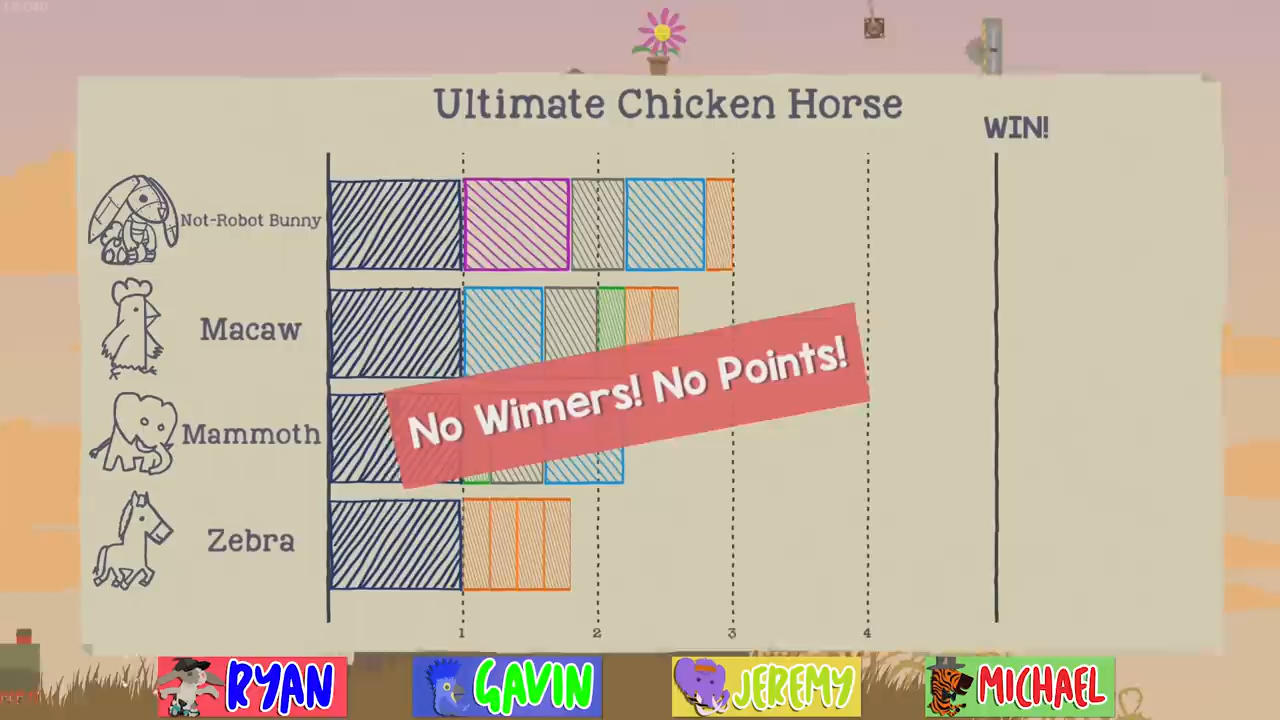 Ultimate Chicken Horse
WIN!
Not-Robot Bunny
Macaw
No Winners! No Points!
Mammoth
Zebra
1 2 3 4
RYAN GAVIN JEREMY MICHAEL